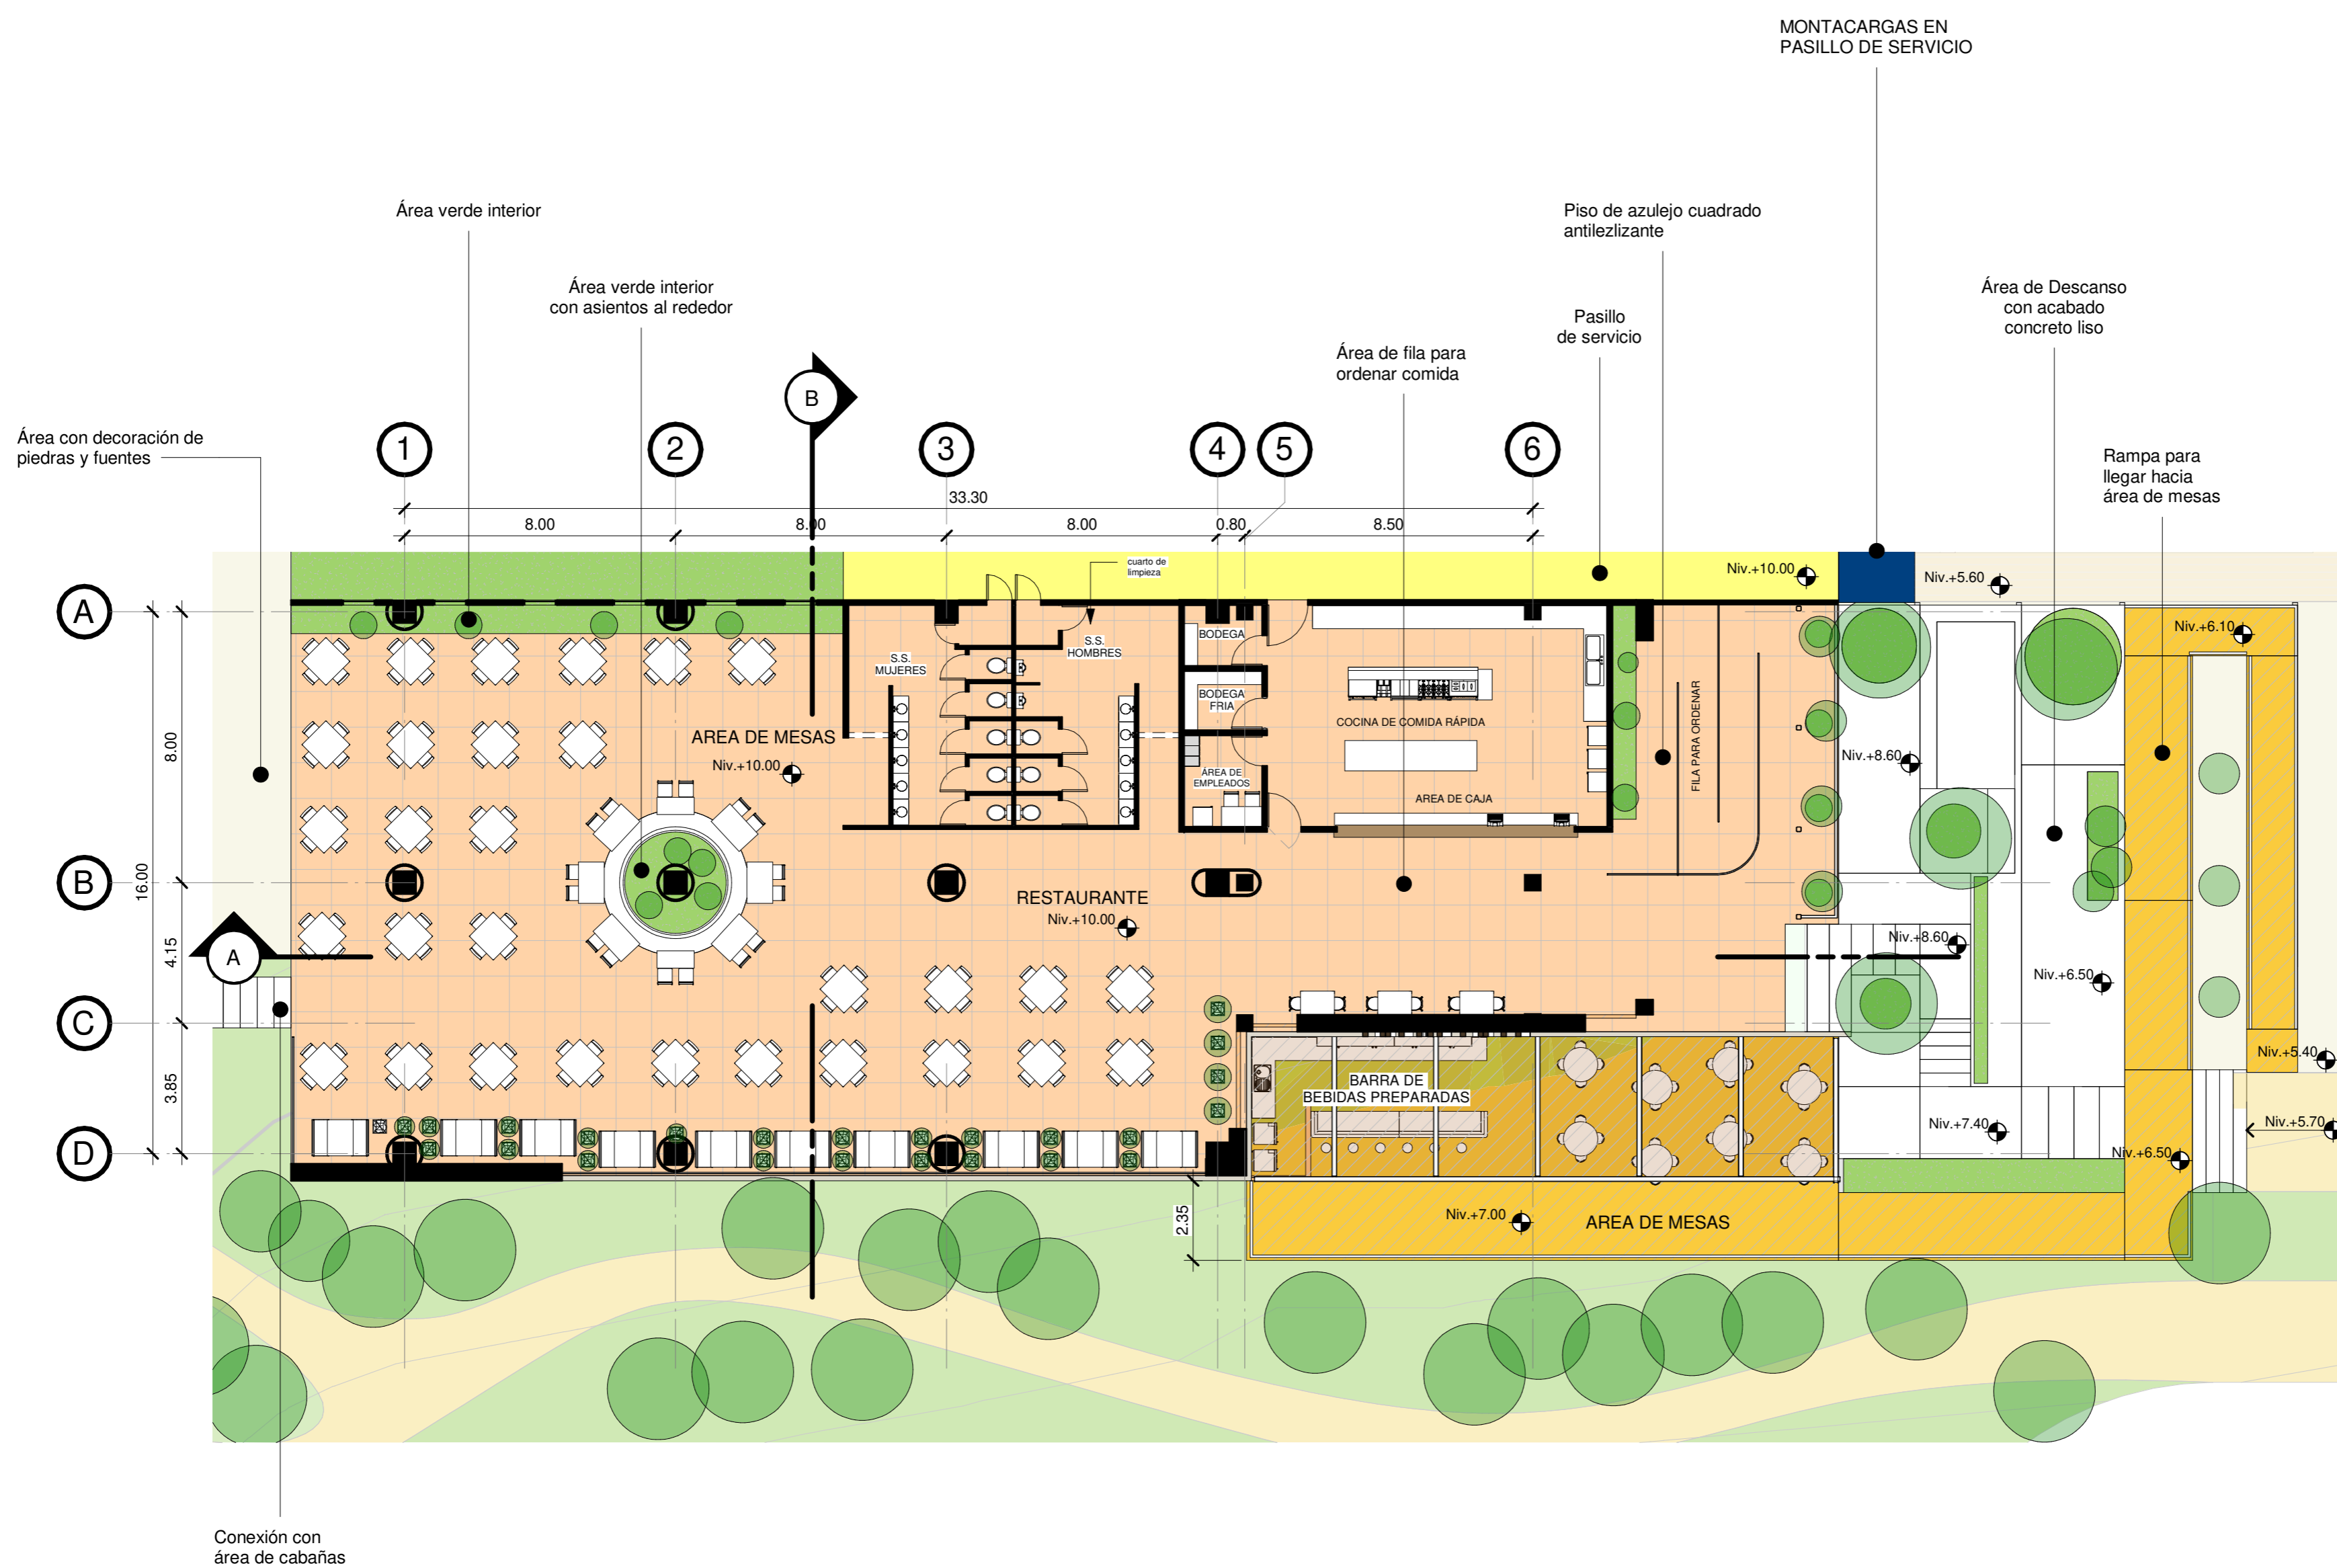 MONTACARGAS EN
PASILLO DE SERVICIO
Área verde interior
Piso de azulejo cuadrado
antilezlizante
Área verde interior
con asientos al rededor
Área de Descanso
con acabado
concreto liso
Pasillo
de servicio
Área de fila para
ordenar comida
B
Área con decoración de
piedras y fuentes
1
2
3
4
5
6
Rampa para
llegar hacia
área de mesas
33.30
8.00
8.00
8.00
0.80
8.50
cuarto de
limpieza
Niv.+10.00
Niv.+5.60
A
Niv.+6.10
BODEGA
S.S.
HOMBRES
S.S.
MUJERES
BODEGA
FRIA
COCINA DE COMIDA RÁPIDA
FILA PARA ORDENAR
AREA DE MESAS
Niv.+10.00
8.00
Niv.+8.60
ÁREA DE
EMPLEADOS
AREA DE CAJA
B
16.00
RESTAURANTE
Niv.+10.00
4.15
A
Niv.+8.60
Niv.+6.50
C
Niv.+5.40
3.85
BARRA DE
BEBIDAS PREPARADAS
Niv.+7.40
Niv.+5.70
D
Niv.+6.50
2.35
Niv.+7.00
AREA DE MESAS
Conexión con
área de cabañas